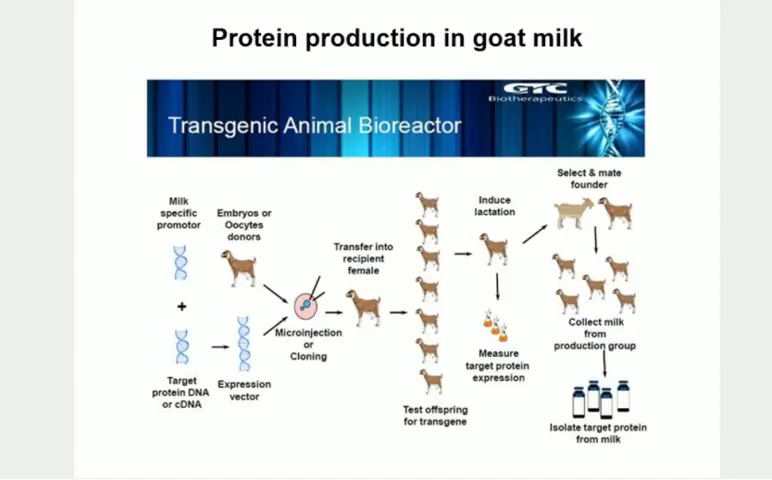 Protein production in goat milk
GTC
Biotherapeutics
Transgenic Animal Bioreactor
Milk
specific
promotor
+
Target
protein DNA
or cDNA
Embryos or
Oocytes
donors
Expression
vector
Microinjection
or
Cloning
Transfer into
recipient
female
Test offspring
for transgene
Induce
lactation
Measure
target protein
expression
Select & mate
founder
Collect milk
from
production group
Isolate target protein
from milk